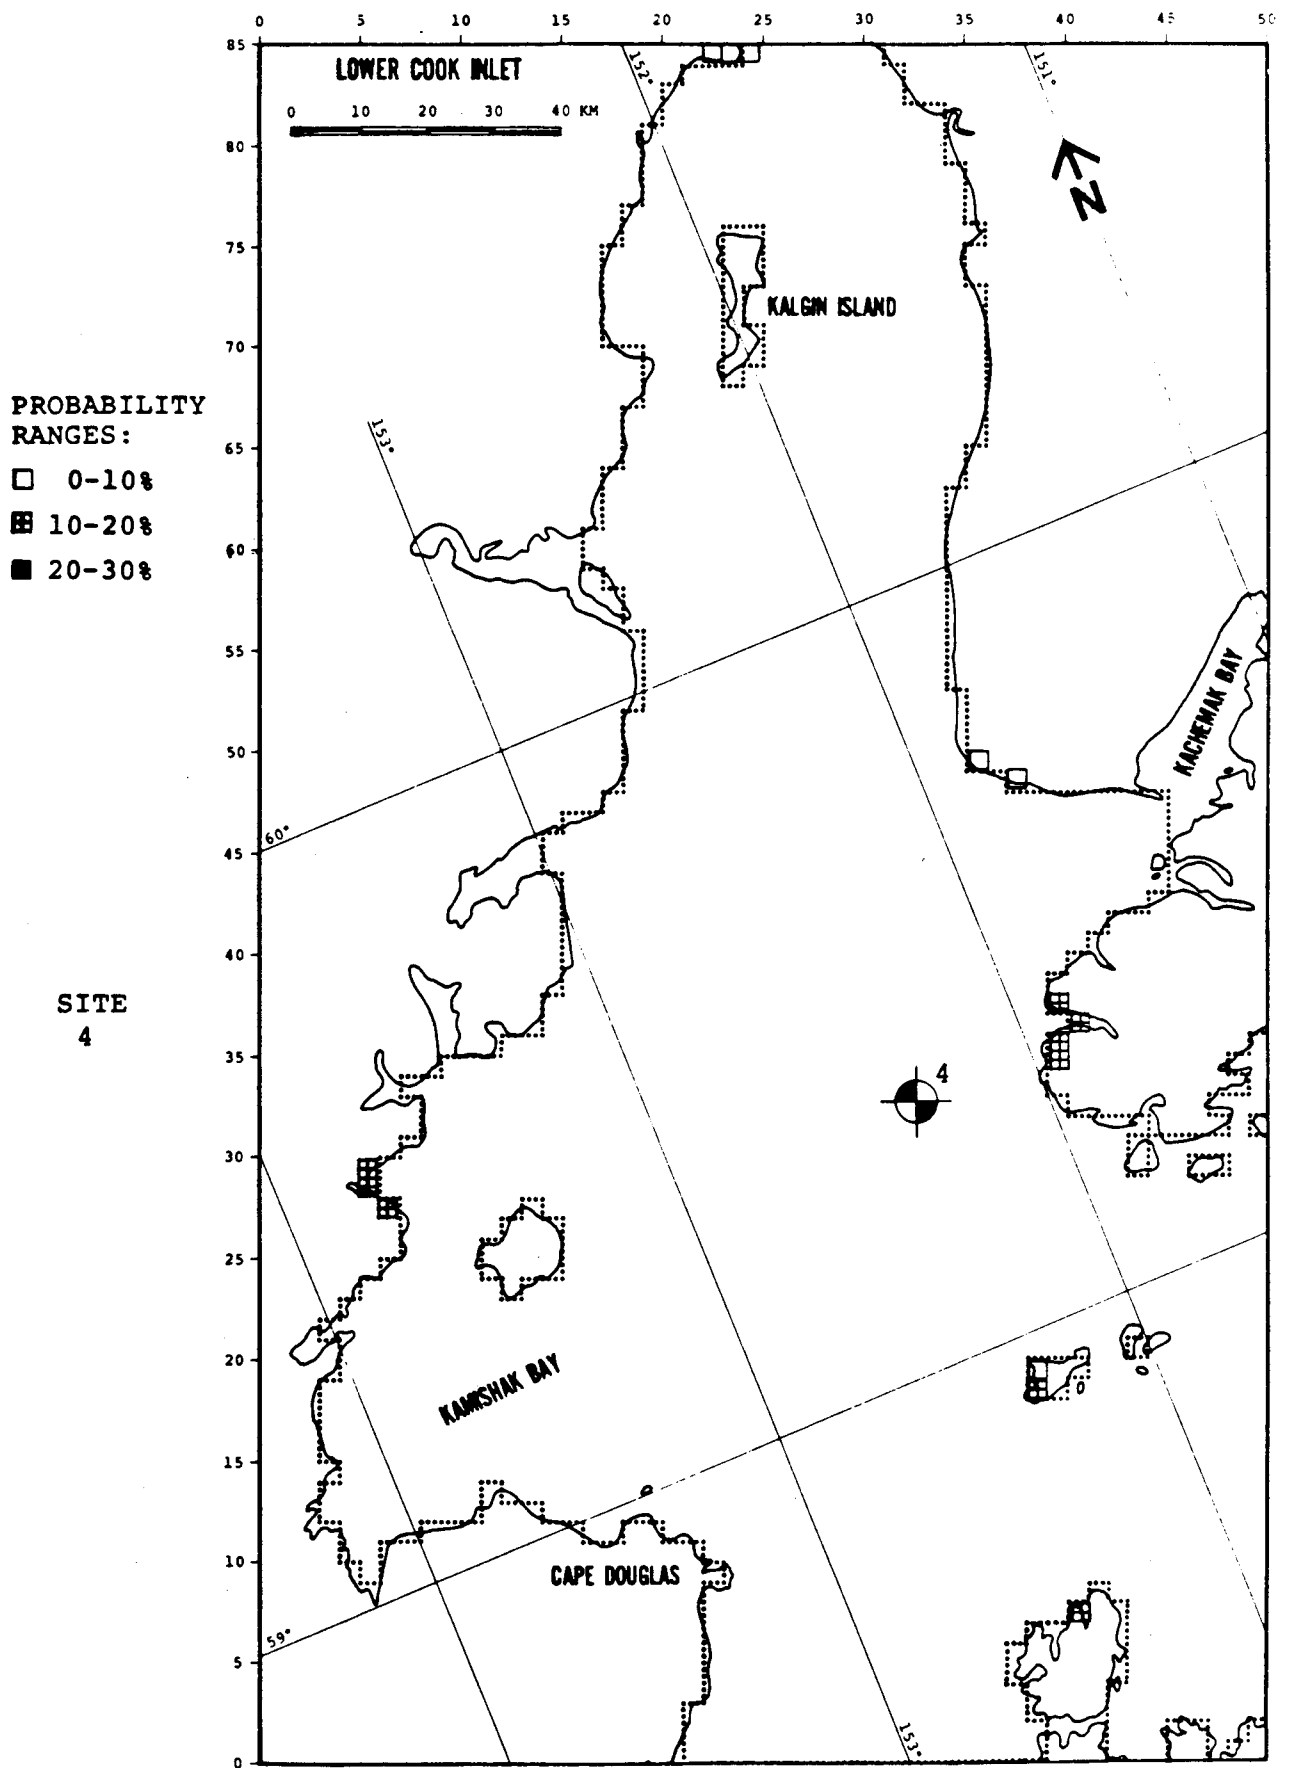 0 5 10 15 20 25 30 35 40 45 50
85
LOWER COOK INLET
152°
151°
0 10 20 30 40 KM
80
N
75
KALGIN ISLAND
70
PROBABILITY
RANGES:
0-10%
10-20%
20-30%
153°
65
60
55
KACHEMAK BAY
50
60°
45
40
SITE
4
35
4
30
25
20
KAMISHAK BAY
15
10
CAPE DOUGLAS
59°
5
153°
0